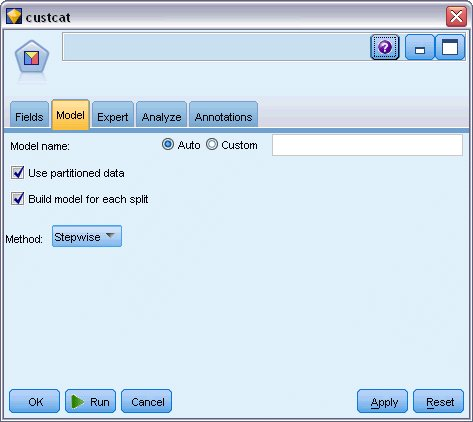 custcat
?
Fields Model Expert Analyze Annotations
Model name: Auto Custom
Use partitioned data
Build model for each split
Method: Stepwise
OK Run Cancel Apply Reset